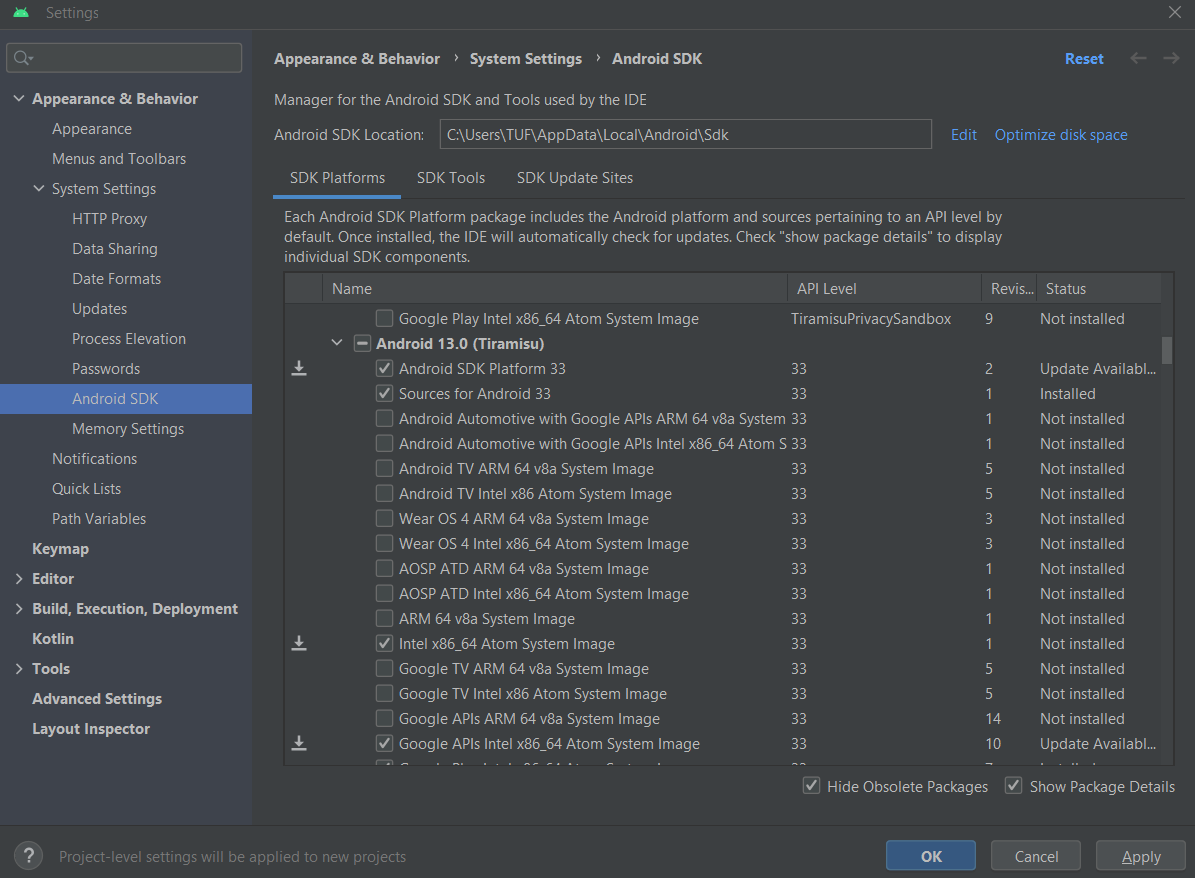 Settings
Appearance & Behavior
Appearance
Menus and Toolbars
System Settings
HTTP Proxy
Data Sharing
Date Formats
Updates
Process Elevation
Passwords
Android SDK
Memory Settings
Notifications
Quick Lists
Path Variables
Keymap
Editor
Build, Execution, Deployment
Kotlin
Tools
Advanced Settings
Layout Inspector
Appearance & Behavior › System Settings › Android SDK Reset
Manager for the Android SDK and Tools used by the IDE
Android SDK Location: C:\Users\TUF\AppData\Local\Android\Sdk Edit Optimize disk space
SDK Platforms SDK Tools SDK Update Sites
Each Android SDK Platform package includes the Android platform and sources pertaining to an API level by
default. Once installed, the IDE will automatically check for updates. Check "show package details" to display
individual SDK components.
Name API Level Revis... Status
Google Play Intel x86_64 Atom System Image TiramisuPrivacySandbox 9 Not installed
Android 13.0 (Tiramisu)
Android SDK Platform 33 33 2 Update Availabl...
Sources for Android 33 33 1 Installed
Android Automotive with Google APIs ARM 64 v8a System 33 1 Not installed
Android Automotive with Google APIs Intel x86_64 Atom S 33 1 Not installed
Android TV ARM 64 v8a System Image 33 5 Not installed
Android TV Intel x86 Atom System Image 33 5 Not installed
Wear OS 4 ARM 64 v8a System Image 33 3 Not installed
Wear OS 4 Intel x86_64 Atom System Image 33 3 Not installed
AOSP ATD ARM 64 v8a System Image 33 1 Not installed
AOSP ATD Intel x86_64 Atom System Image 33 1 Not installed
ARM 64 v8a System Image 33 1 Not installed
Intel x86_64 Atom System Image 33 1 Not installed
Google TV ARM 64 v8a System Image 33 5 Not installed
Google TV Intel x86 Atom System Image 33 5 Not installed
Google APIs ARM 64 v8a System Image 33 14 Not installed
Google APIs Intel x86_64 Atom System Image 33 10 Update Availabl...
Hide Obsolete Packages Show Package Details
? Project-level settings will be applied to new projects OK Cancel Apply